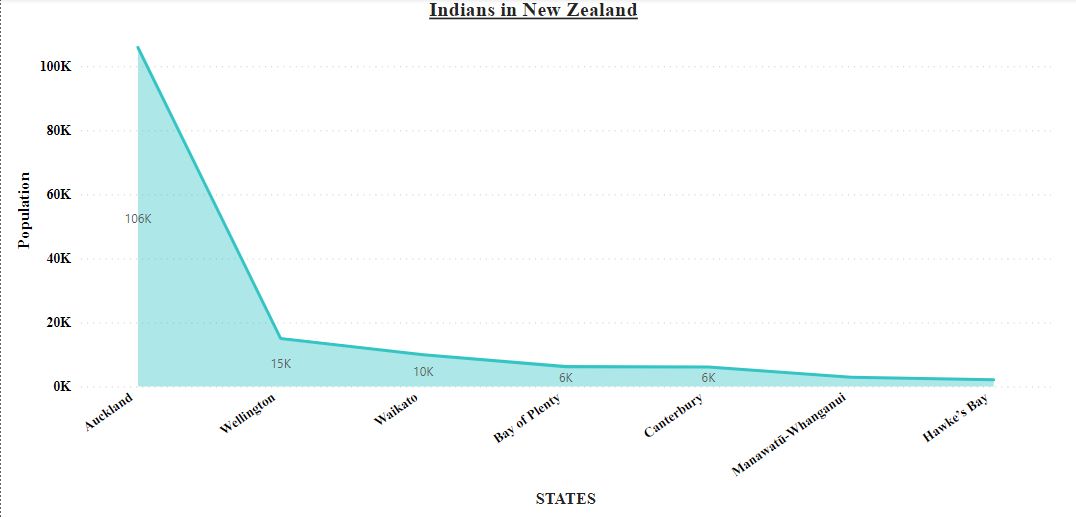 Indians in New Zealand
Population
100K
80K
60K
40K
20K
0K
106K
15K
10K
6K
6K
Auckland
Wellington
Waikato
Bay of Plenty
Canterbury
Manawatū-Whanganui
Hawke's Bay
STATES